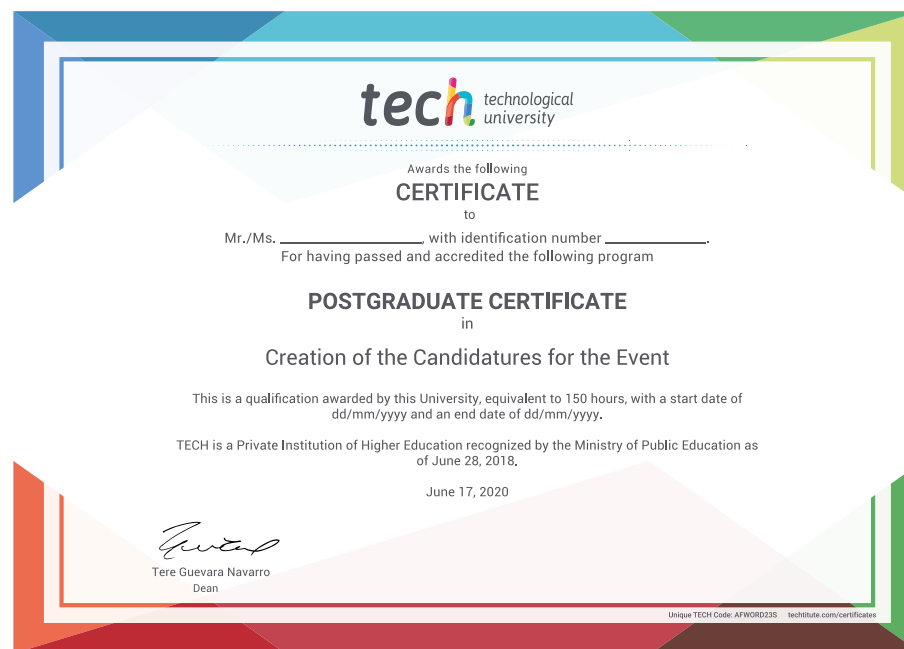 tech technological
university
Awards the following
CERTIFICATE
to
Mr./Ms. ____________________, with identification number ______________.
For having passed and accredited the following program
POSTGRADUATE CERTIFICATE
in
Creation of the Candidatures for the Event
This is a qualification awarded by this University, equivalent to 150 hours, with a start date of
dd/mm/yyyy and an end date of dd/mm/yyyy.
TECH is a Private Institution of Higher Education recognized by the Ministry of Public Education as
of June 28, 2018.
June 17, 2020
Tere Guevara Navarro
Dean
Unique TECH Code: AFWORD23S techtitute.com/certificates